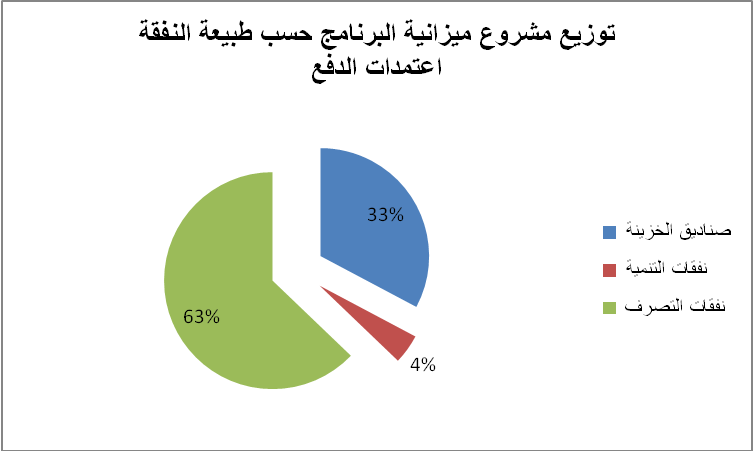 توزيع مشروع ميزانية البرنامج حسب طبيعة النفقة
اعتمدات الدفع
33%
صناديق الخزينة
نفقات التنمية
نفقات التصرف
63%
4%